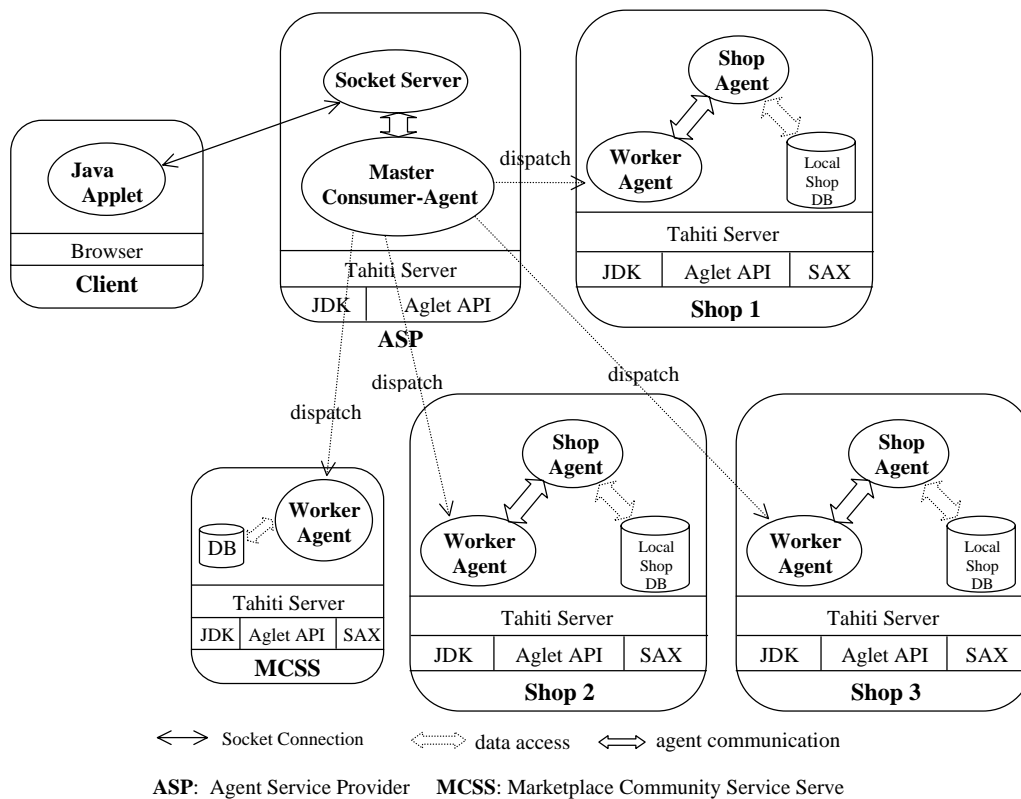 Socket Server
Master
Consumer-Agent
Tahiti Server
JDK
Aglet API
ASP
Java
Applet
Browser
Client
dispatch
Shop
Agent
Worker
Agent
Local
Shop
DB
Tahiti Server
JDK
Aglet API
SAX
Shop 1
dispatch
dispatch
dispatch
Worker
Agent
DB
Tahiti Server
JDK
Aglet API
SAX
MCSS
Shop
Agent
Worker
Agent
Local
Shop
DB
Tahiti Server
JDK
Aglet API
SAX
Shop 2
Shop
Agent
Worker
Agent
Local
Shop
DB
Tahiti Server
JDK
Aglet API
SAX
Shop 3
Socket Connection
data access
agent communication
ASP: Agent Service Provider MCSS: Marketplace Community Service Serve